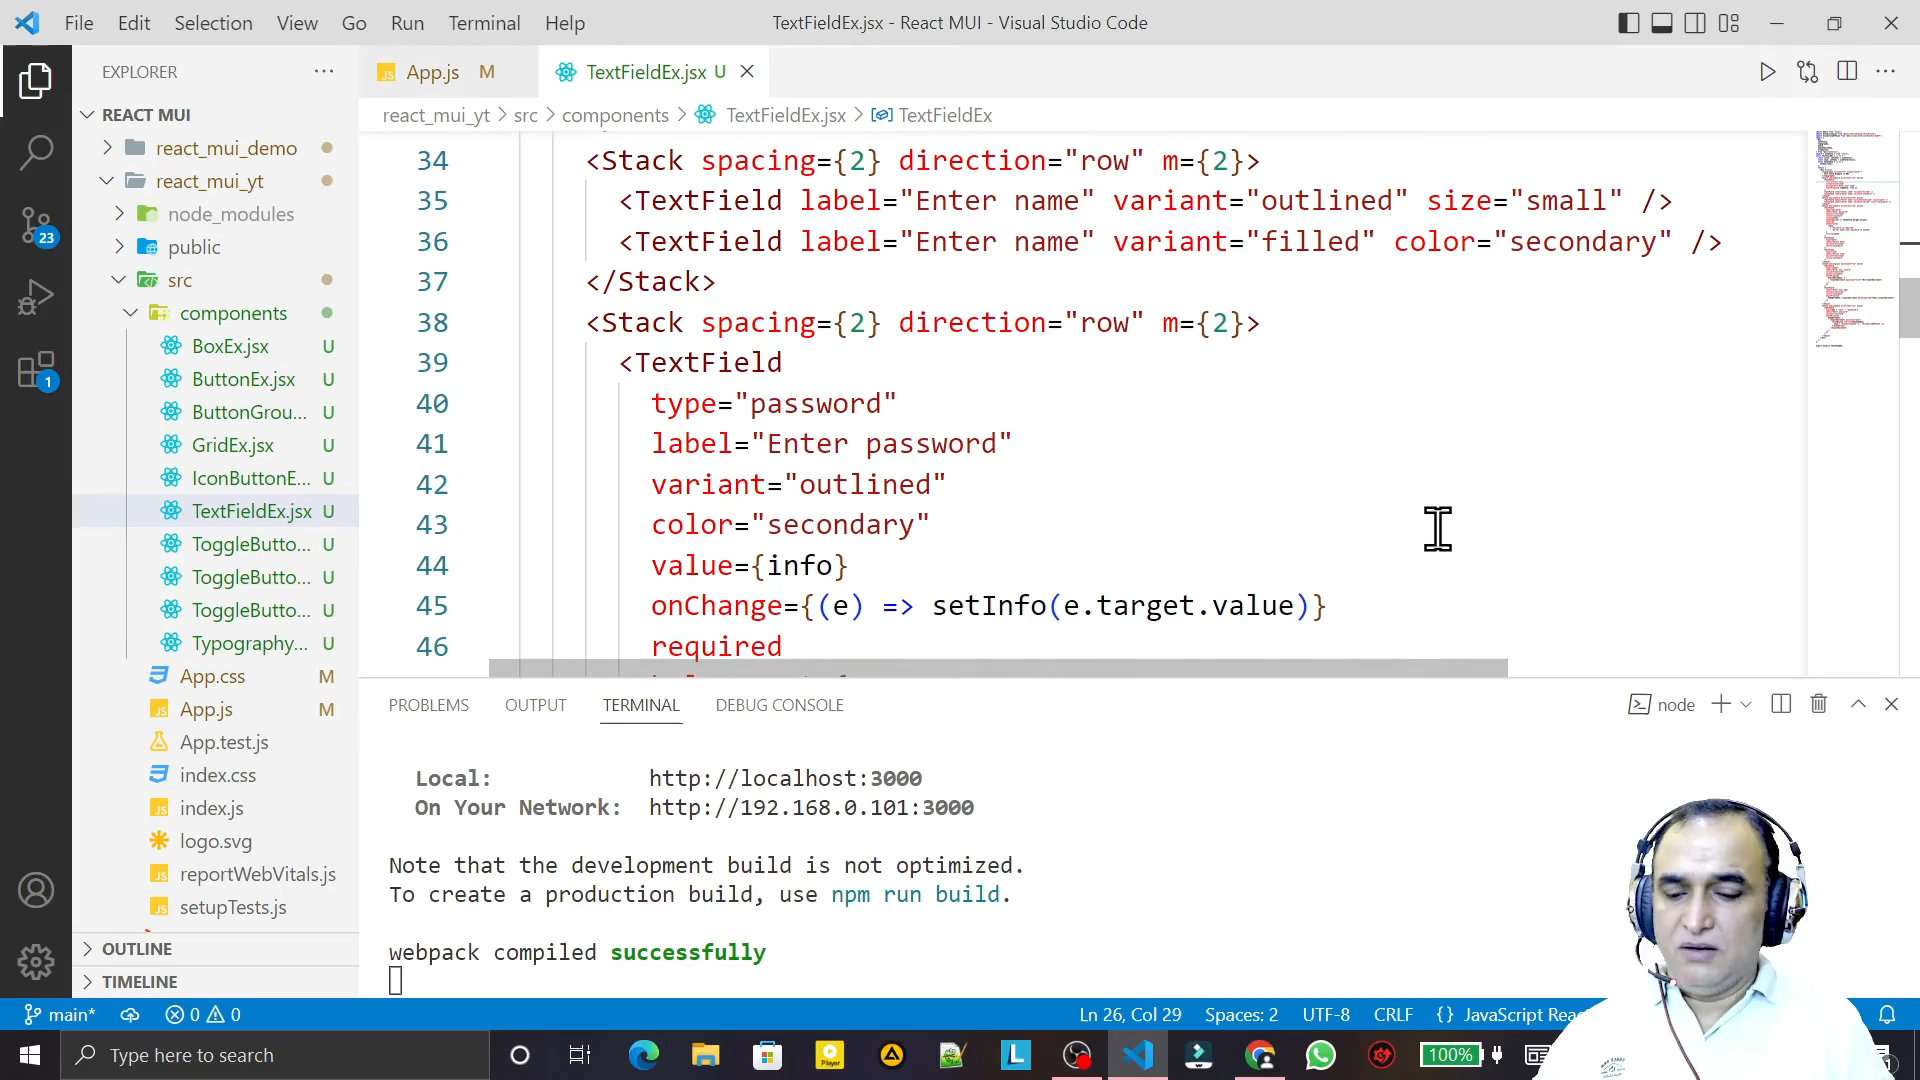 File Edit Selection View Go Run Terminal Help TextFieldEx.jsx - React MUI - Visual Studio Code
EXPLORER
REACT MUI
react_mui_demo
react_mui_yt
node_modules
public
src
components
BoxEx.jsx U
ButtonEx.jsx U
ButtonGrou... U
GridEx.jsx U
IconButtonE... U
TextFieldEx.jsx U
ToggleButto... U
ToggleButto... U
ToggleButto... U
Typography... U
App.css M
App.js M
App.test.js
index.css
index.js
logo.svg
reportWebVitals.js
setupTests.js
OUTLINE
TIMELINE
23
1
App.js M TextFieldEx.jsx U
react_mui_yt > src > components > TextFieldEx.jsx > TextFieldEx
34 <Stack spacing={2} direction="row" m={2}>
35 <TextField label="Enter name" variant="outlined" size="small" />
36 <TextField label="Enter name" variant="filled" color="secondary" />
37 </Stack>
38 <Stack spacing={2} direction="row" m={2}>
39 <TextField
40 type="password"
41 label="Enter password"
42 variant="outlined"
43 color="secondary"
44 value={info}
45 onChange={(e) => setInfo(e.target.value)}
46 required
PROBLEMS OUTPUT TERMINAL DEBUG CONSOLE node
Local: http://localhost:3000
On Your Network: http://192.168.0.101:3000
Note that the development build is not optimized.
To create a production build, use npm run build.
webpack compiled successfully
main* 0 0 Ln 26, Col 29 Spaces: 2 UTF-8 CRLF {} JavaScript
Type here to search
Player
L
100%